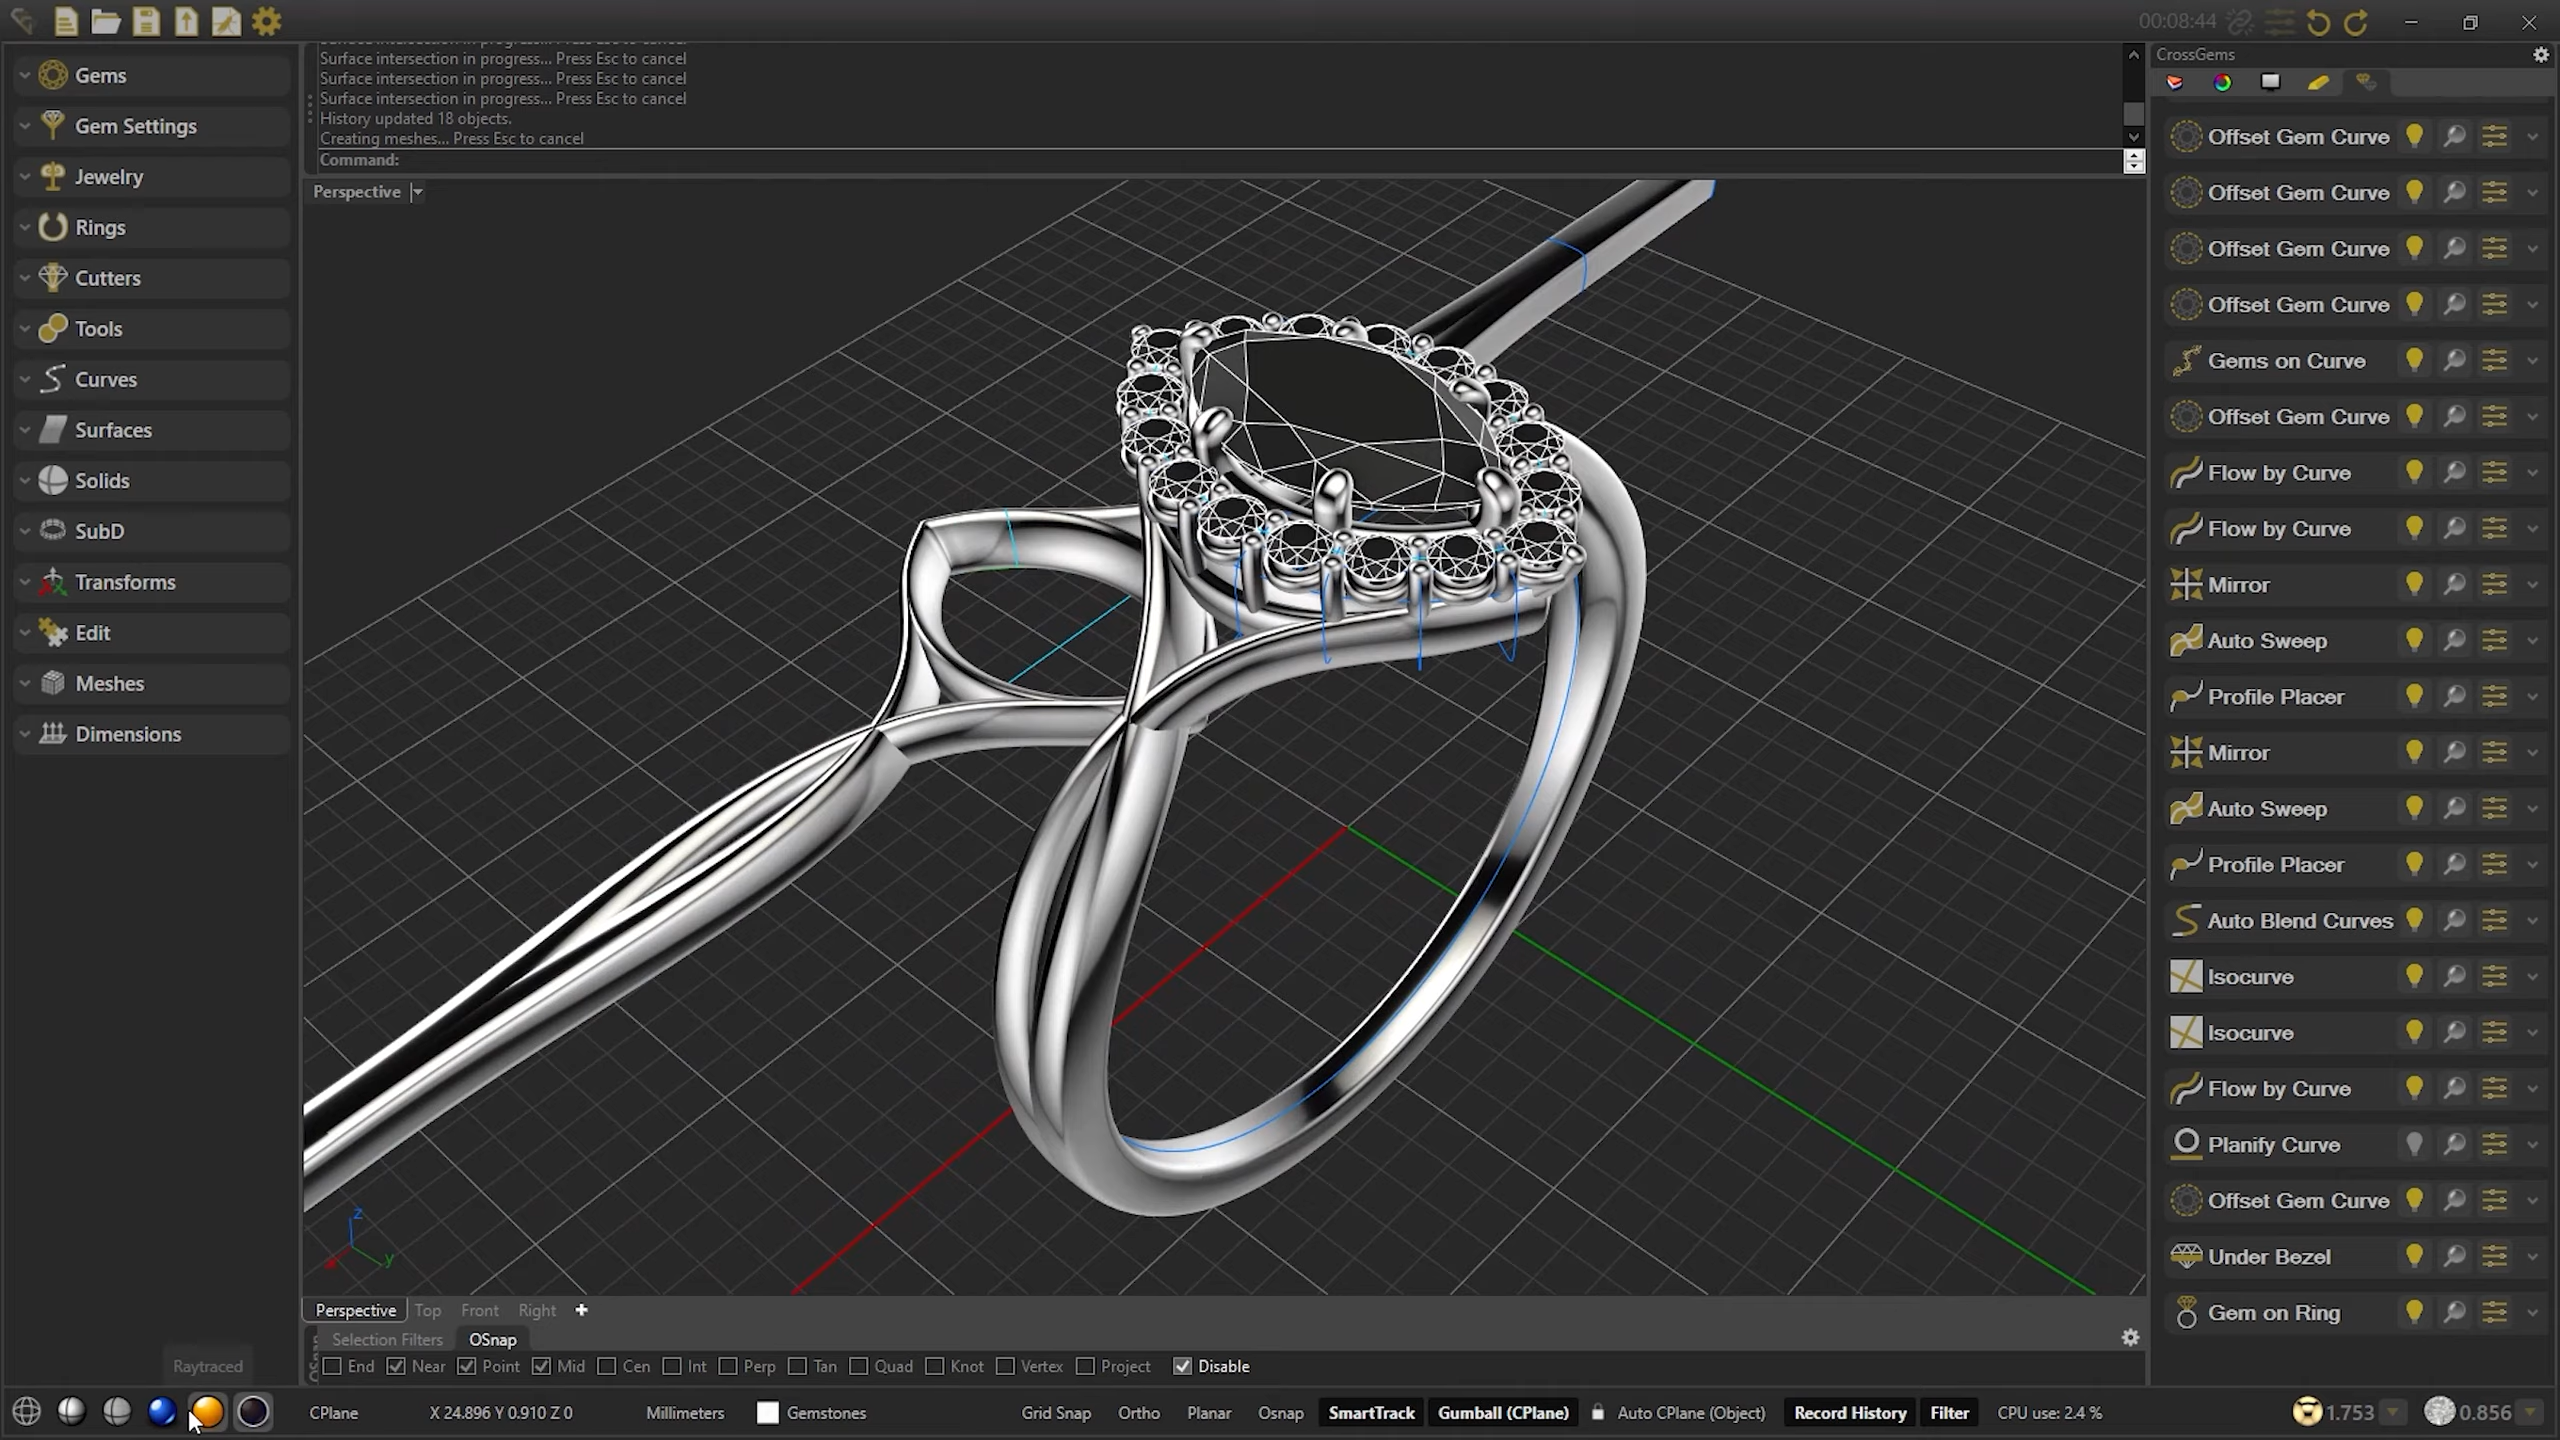 00:08:44
Gems
Gem Settings
Jewelry
Rings
Cutters
Tools
Curves
Surfaces
Solids
SubD
Transforms
Edit
Meshes
Dimensions
Raytraced
Surface intersection in progress... Press Esc to cancel
Surface intersection in progress... Press Esc to cancel
Surface intersection in progress... Press Esc to cancel
Surface intersection in progress... Press Esc to cancel
History updated 18 objects.
Creating meshes... Press Esc to cancel
Command:
Perspective
z
y
Perspective Top Front Right
Selection Filters OSnap
End Near Point Mid Cen Int Perp Tan Quad Knot Vertex Project Disable
CrossGems
Offset Gem Curve
Offset Gem Curve
Offset Gem Curve
Offset Gem Curve
Gems on Curve
Offset Gem Curve
Flow by Curve
Flow by Curve
Mirror
Auto Sweep
Profile Placer
Mirror
Auto Sweep
Profile Placer
Auto Blend Curves
Isocurve
Isocurve
Flow by Curve
Planify Curve
Offset Gem Curve
Under Bezel
Gem on Ring
CPlane X 24.896 Y 0.910 Z 0 Millimeters Gemstones Grid Snap Ortho Planar Osnap SmartTrack Gumball (CPlane) Auto CPlane (Object) Record History Filter CPU use: 2.4 % 1.753 0.856